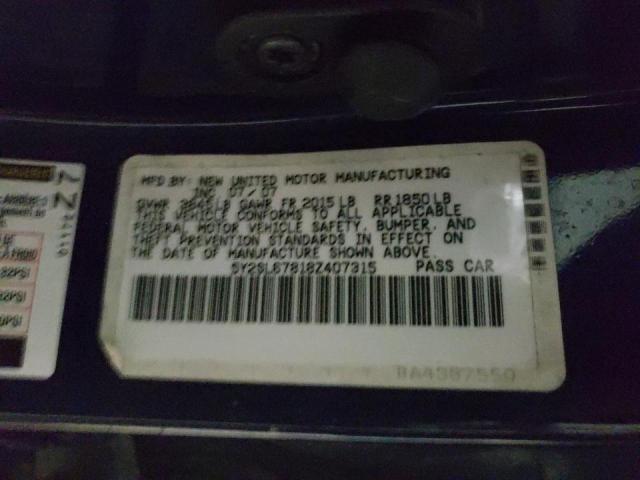 MFD.BY: NEW UNITED MOTOR MANUFACTURING
INC 07/07
GVWR 3845LB GAWR FR 2015LB RR 1850LB
THIS VEHICLE CONFORMS TO ALL APPLICABLE
FEDERAL MOTOR VEHICLE SAFETY, BUMPER, AND
THEFT PREVENTION STANDARDS IN EFFECT ON
THE DATE OF MANUFACTURE SHOWN ABOVE.
5Y2SL67818Z407315 PASS CAR
BA4387550